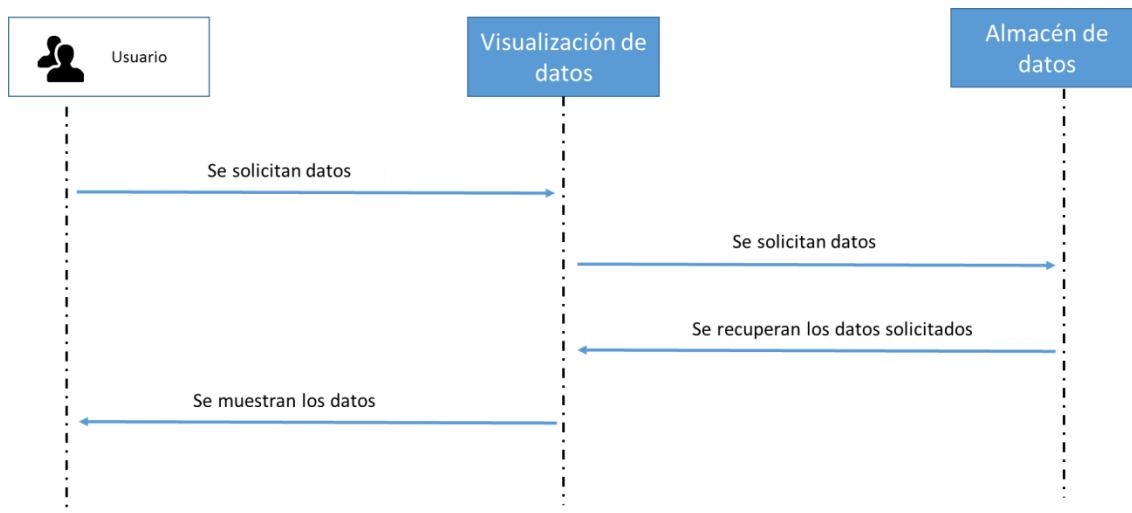 Usuario
Visualización de
datos
Almacén de
datos
Se solicitan datos
Se solicitan datos
Se recuperan los datos solicitados
Se muestran los datos